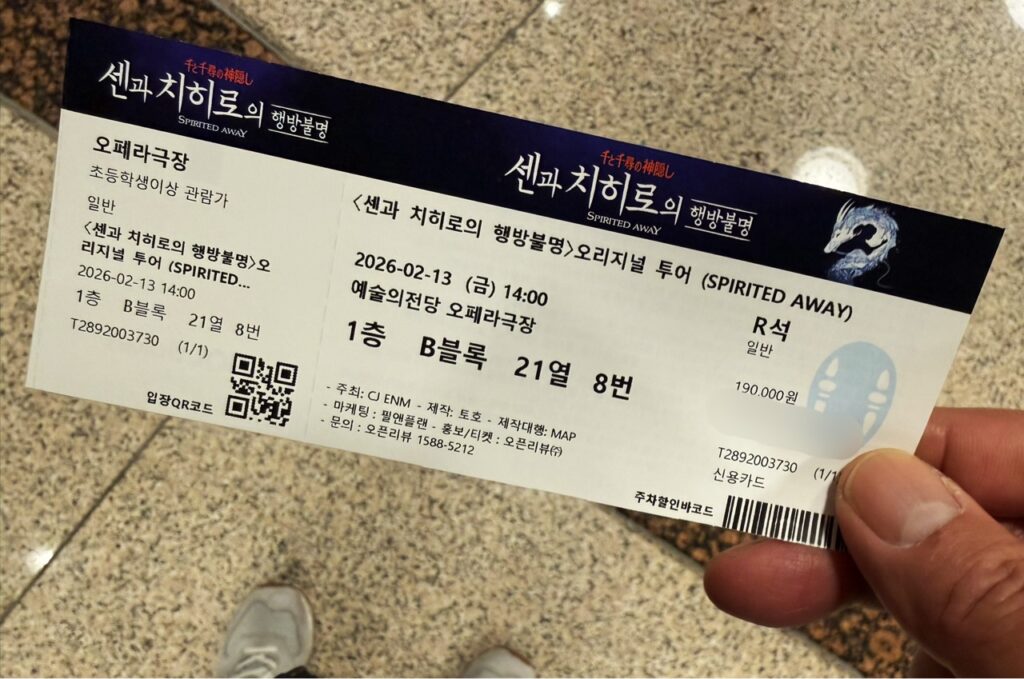 千と千尋の神隠し
센과 치히로의 행방불명
SPIRITED AWAY
오페라극장
초등학생이상 관람가
일반
<센과 치히로의 행방불명>오
리지널 투어 (SPIRITED...
2026-02-13 14:00
1층 B블록 21열 8번
T2892003730 (1/1)
입장QR코드
千と千尋の神隠し
센과 치히로의 행방불명
SPIRITED AWAY
<센과 치히로의 행방불명>오리지널 투어 (SPIRITED AWAY)
2026-02-13 (금) 14:00
예술의전당 오페라극장
1층 B블록 21열 8번
- 주최: CJ ENM - 제작: 토호 - 제작대행: MAP
- 마케팅 : 필앤플랜 - 홍보/티켓 : 오픈리뷰㈜
- 문의 : 오픈리뷰 1588-5212
R석
일반
190.000원
T2892003730 (1/1
신용카드
주차할인바코드